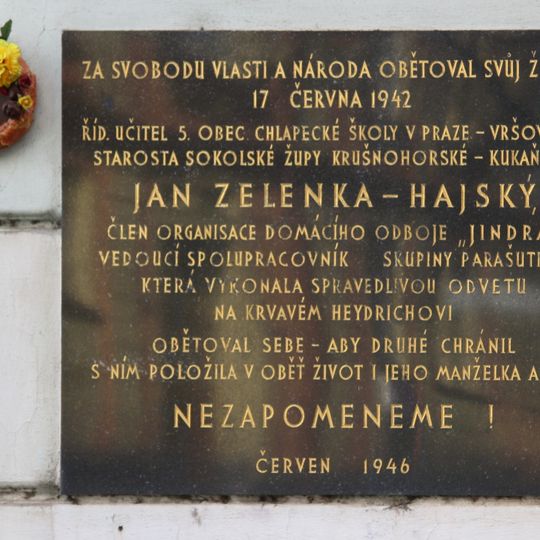 ZA SVOBODU VLASTI A NÁRODA OBĚTOVAL SVŮJ
17 ČERVNA 1942
ŘÍD. UČITEL 5. OBEC CHLAPECKÉ ŠKOLY V PRAZE – VRŠO
STAROSTA SOKOLSKÉ ŽUPY KRUŠNOHORSKÉ – KUKAŇ
JAN ZELENKA – HAJSKÝ,
ČLEN ORGANISACE DOMÁCÍHO ODBOJE „JINDRA
VEDOUCÍ SPOLUPRACOVNÍK SKUPINY PARAŠUT
KTERÁ VYKONALA SPRAVEDLIVOU ODVETU
NA KRVAVÉM HEYDRICHOVI
OBĚTOVAL SEBE – ABY DRUHÉ CHRÁNIL
S NÍM POLOŽILA V OBĚŤ ŽIVOT I JEHO MANŽELKA A
NEZAPOMENEME !
ČERVEN 1946